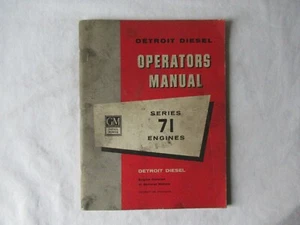 DETROIT DIESEL
OPERATORS
MANUAL
SERIES
71
ENGINES
GM
DETROIT DIESEL